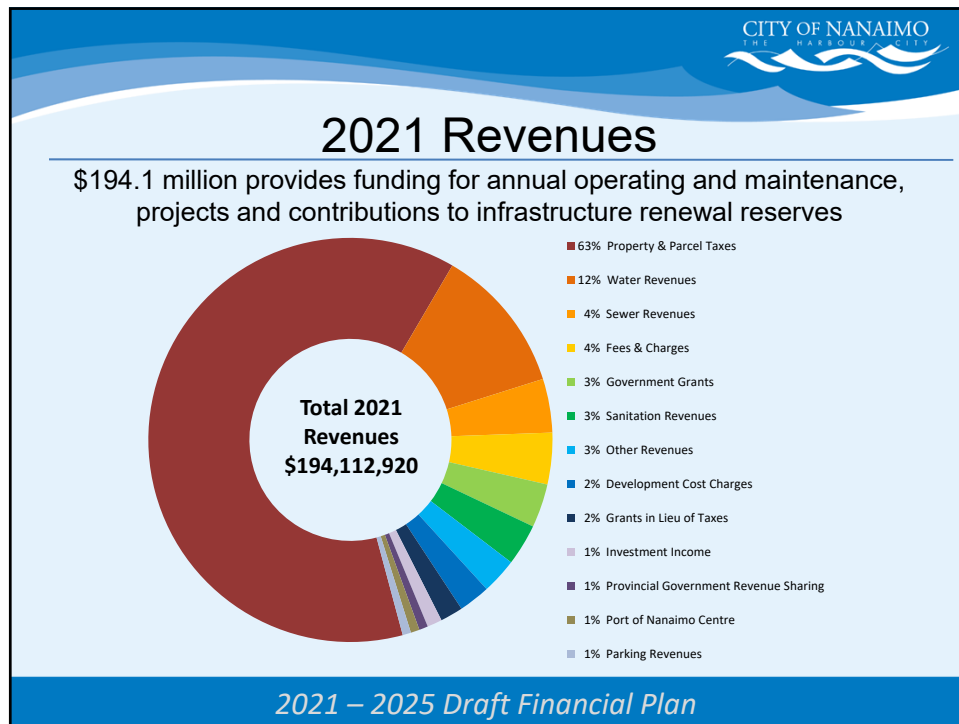 CITY OF NANAIMO
THE HARBOUR CITY
2021 Revenues
$194.1 million provides funding for annual operating and maintenance,
projects and contributions to infrastructure renewal reserves
Total 2021
Revenues
$194,112,920
63% Property & Parcel Taxes
12% Water Revenues
4% Sewer Revenues
4% Fees & Charges
3% Government Grants
3% Sanitation Revenues
3% Other Revenues
2% Development Cost Charges
2% Grants in Lieu of Taxes
1% Investment Income
1% Provincial Government Revenue Sharing
1% Port of Nanaimo Centre
1% Parking Revenues
2021 – 2025 Draft Financial Plan